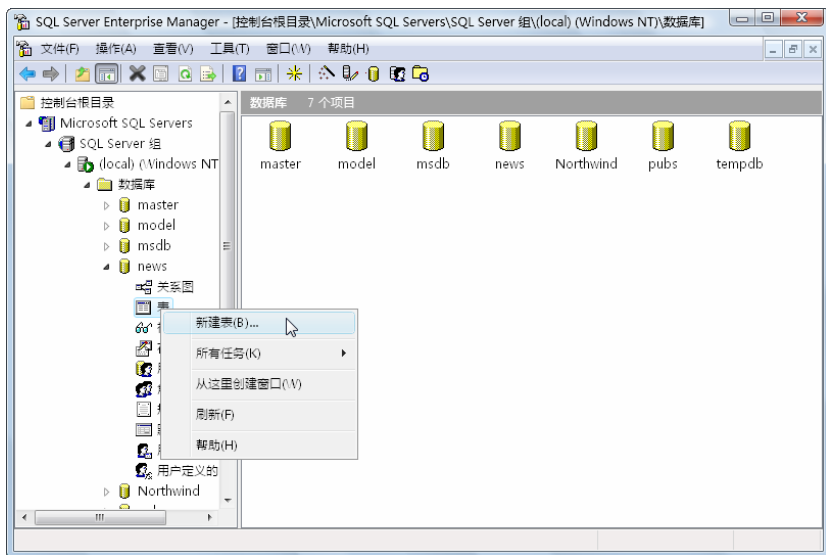 SQL Server Enterprise Manager - [控制台根目录\Microsoft SQL Servers\SQL Server 组\(local) (Windows NT)\数据库]
文件(F) 操作(A) 查看(V) 工具(T) 窗口(W) 帮助(H)
控制台根目录
Microsoft SQL Servers
SQL Server 组
(local) (Windows NT
数据库
master
model
msdb
news
关系图
表
用户定义的
Northwind
数据库 7 个项目
master model msdb news Northwind pubs tempdb
新建表(B)...
所有任务(K)
从这里创建窗口(W)
刷新(F)
帮助(H)